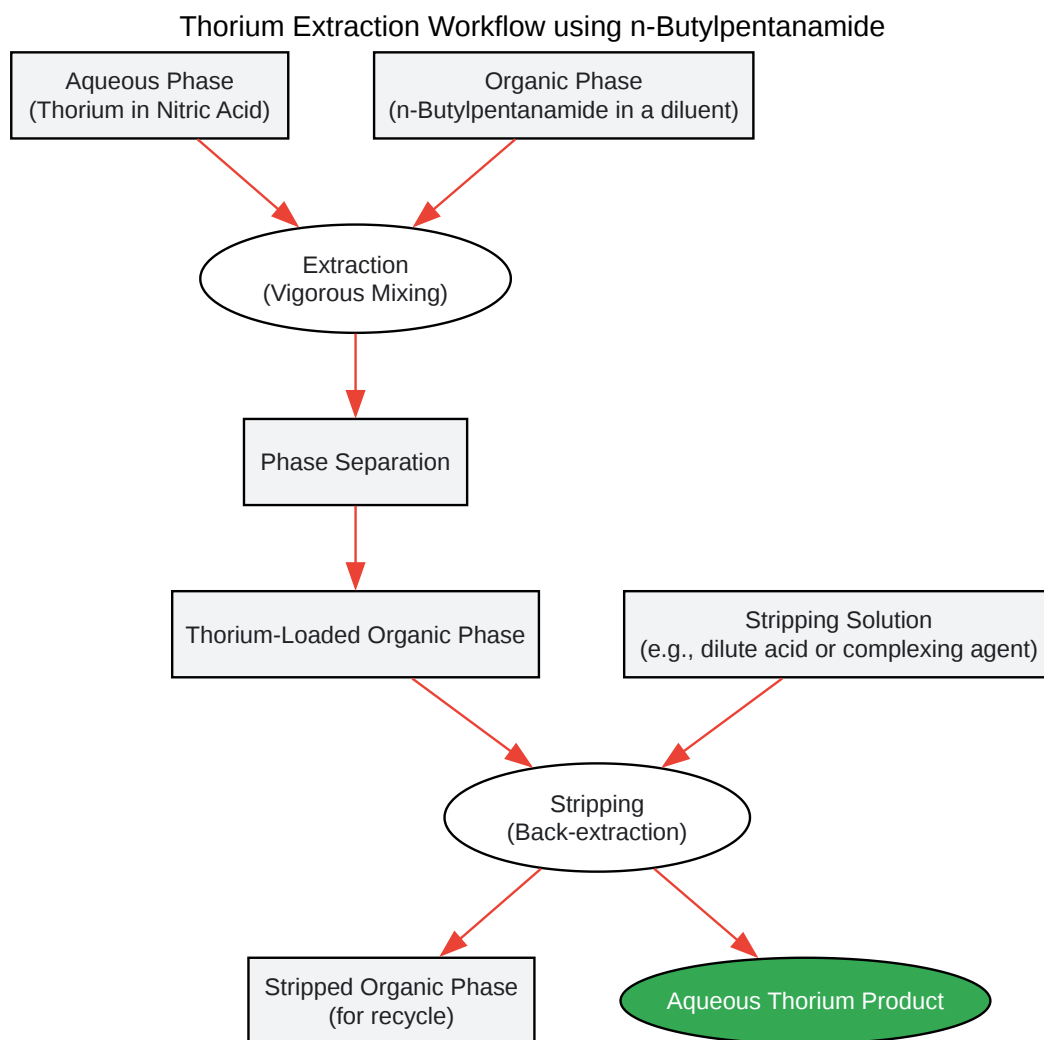 Thorium Extraction Workflow using n-Butylpentanamide
Aqueous Phase
(Thorium in Nitric Acid)
Organic Phase
(n-Butylpentanamide in a diluent)
Extraction
(Vigorous Mixing)
Phase Separation
Thorium-Loaded Organic Phase
Stripping Solution
(e.g., dilute acid or complexing agent)
Stripping
(Back-extraction)
Stripped Organic Phase
(for recycle)
Aqueous Thorium Product